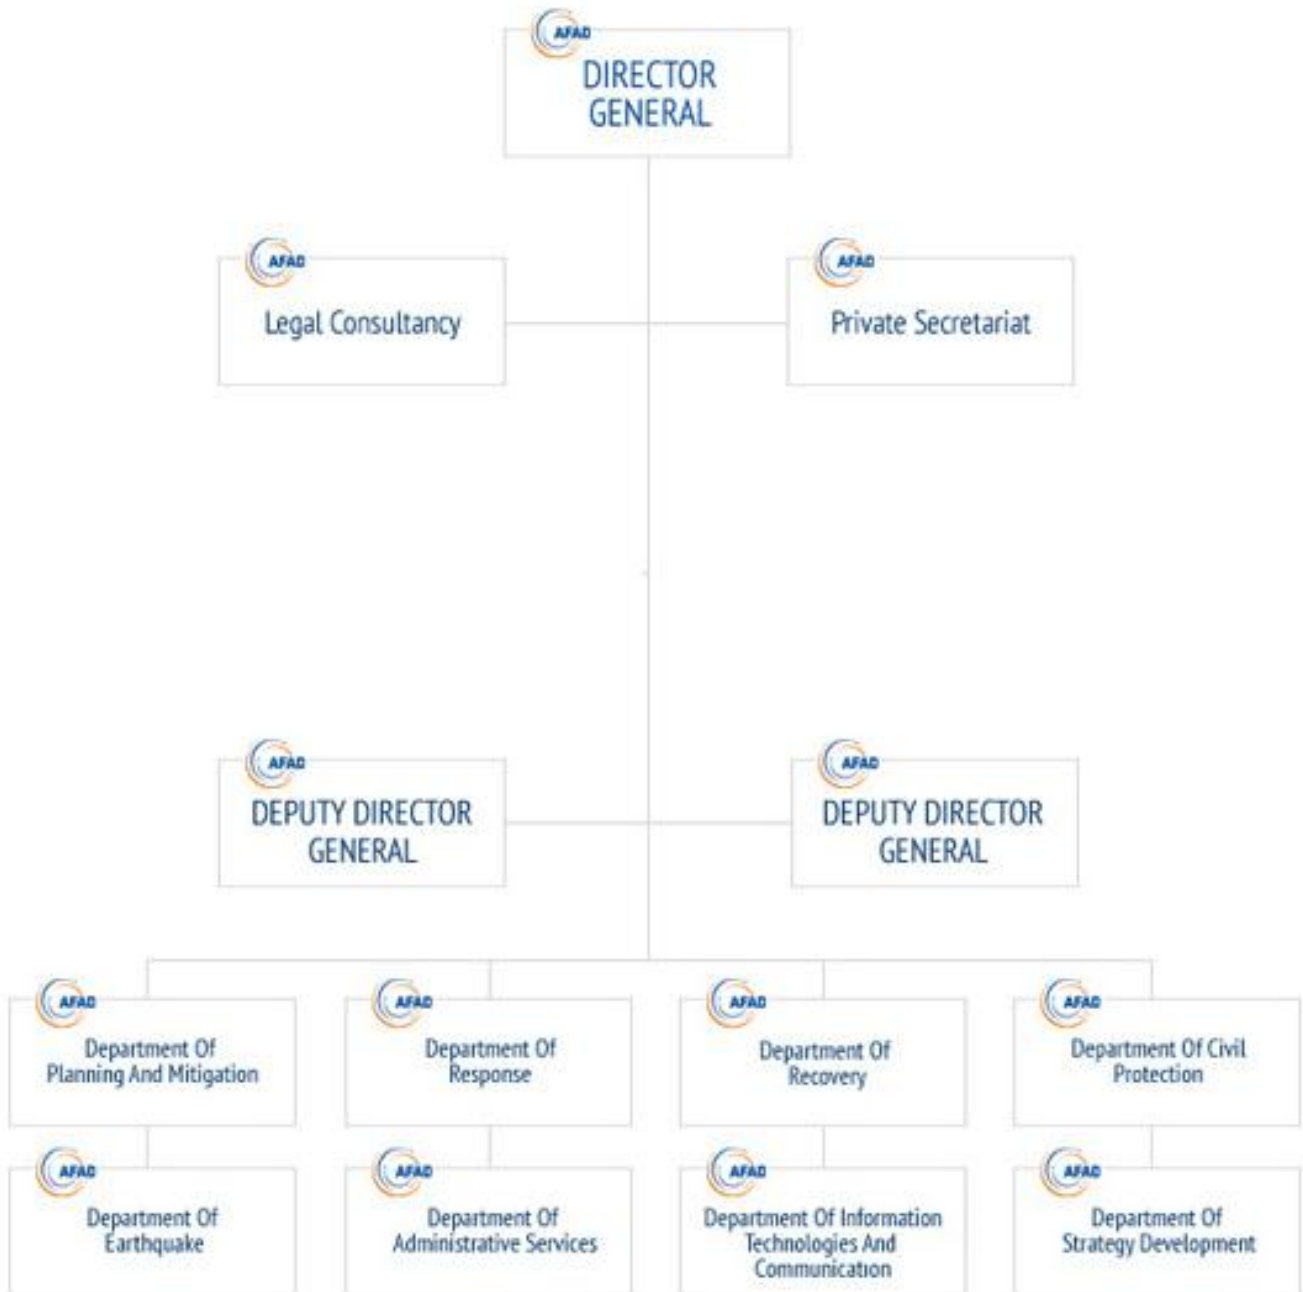 AFAD
DIRECTOR
GENERAL
AFAD
Legal Consultancy
AFAD
Private Secretariat
AFAD
DEPUTY DIRECTOR
GENERAL
AFAD
DEPUTY DIRECTOR
GENERAL
AFAD
Department Of
Planning And Mitigation
AFAD
Department Of
Response
AFAD
Department Of
Recovery
AFAD
Department Of Civil
Protection
AFAD
Department Of
Earthquake
AFAD
Department Of
Administrative Services
AFAD
Department Of Information
Technologies And
Communication
AFAD
Department Of
Strategy Development